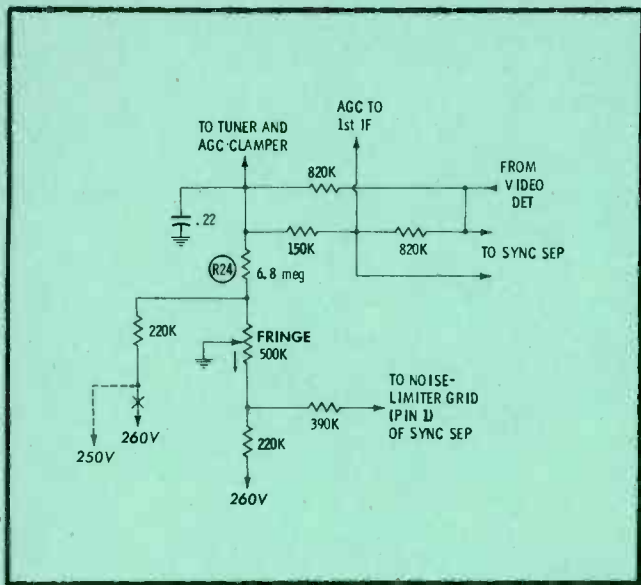 AGC TO
1st IF
TO TUNER AND
AGC CLAMPER
820K
FROM
VIDEO
DET
.22
150K
820K
TO SYNC SEP
R24
6.8 meg
220K
FRINGE
500K
TO NOISE-
LIMITER GRID
(PIN 1)
OF SYNC SEP
390K
260V
250V
220K
260V